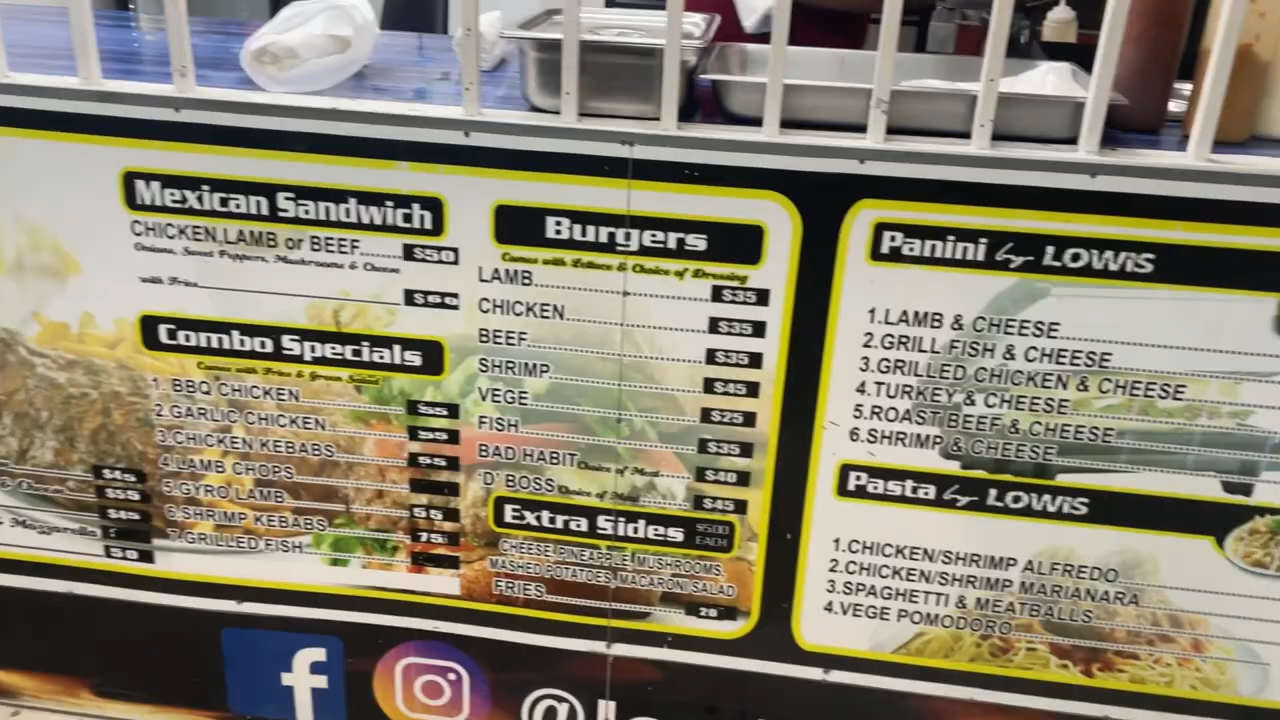 Mexican Sandwich
CHICKEN,LAMB or BEEF $50
Onions, Sweet Peppers, Mushrooms & Cheese
with Fries $60
Combo Specials
Comes with Fries & Green Salad
1. BBQ CHICKEN $55
2.GARLIC CHICKEN 55
3.CHICKEN KEBABS 55
4.LAMB CHOPS
5.GYRO LAMB 55
6.SHRIMP KEBABS 75
7.GRILLED FISH
$45
& $55
$45
& Mozzarella
50
Burgers
Comes with Lettuce & Choice of Dressing
LAMB $35
CHICKEN $35
BEEF $35
SHRIMP $45
VEGE $25
FISH $35
BAD HABIT Choice of Meat $40
'D' BOSS Choice of Meat $45
Extra Sides $5.00 EACH
CHEESE, PINEAPPLE, MUSHROOMS,
MASHED POTATOES, MACARONI SALAD
FRIES 20
Panini by LOWiS
1.LAMB & CHEESE
2.GRILL FISH & CHEESE
3.GRILLED CHICKEN & CHEESE
4.TURKEY & CHEESE
5.ROAST BEEF & CHEESE
6.SHRIMP & CHEESE
Pasta by LOWiS
1.CHICKEN/SHRIMP ALFREDO
2.CHICKEN/SHRIMP MARIANARA
3.SPAGHETTI & MEATBALLS
4.VEGE POMODORO
f